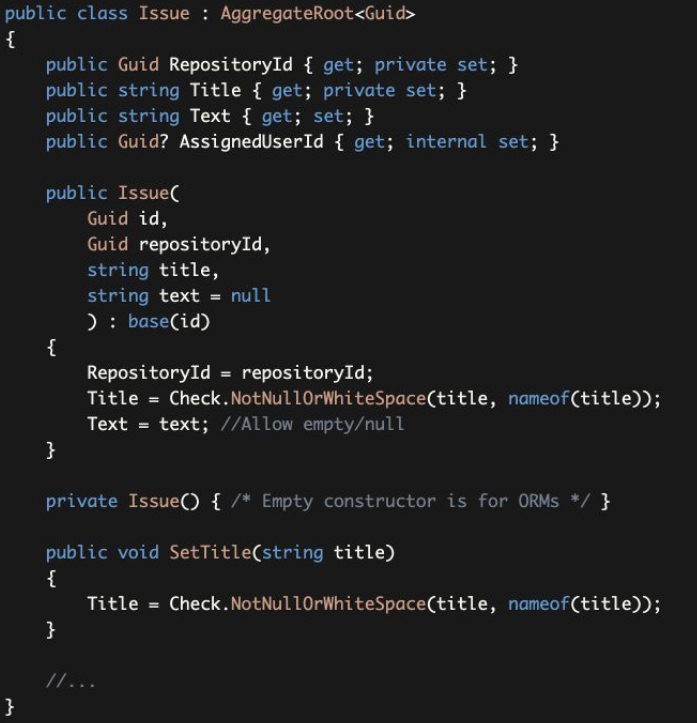 public class Issue : AggregateRoot<Guid>
{
    public Guid RepositoryId { get; private set; }
    public string Title { get; private set; }
    public string Text { get; set; }
    public Guid? AssignedUserId { get; internal set; }

    public Issue(
        Guid id,
        Guid repositoryId,
        string title,
        string text = null
        ) : base(id)
    {
        RepositoryId = repositoryId;
        Title = Check.NotNullOrWhiteSpace(title, nameof(title));
        Text = text; //Allow empty/null
    }

    private Issue() { /* Empty constructor is for ORMs */ }

    public void SetTitle(string title)
    {
        Title = Check.NotNullOrWhiteSpace(title, nameof(title));
    }

    //...
}